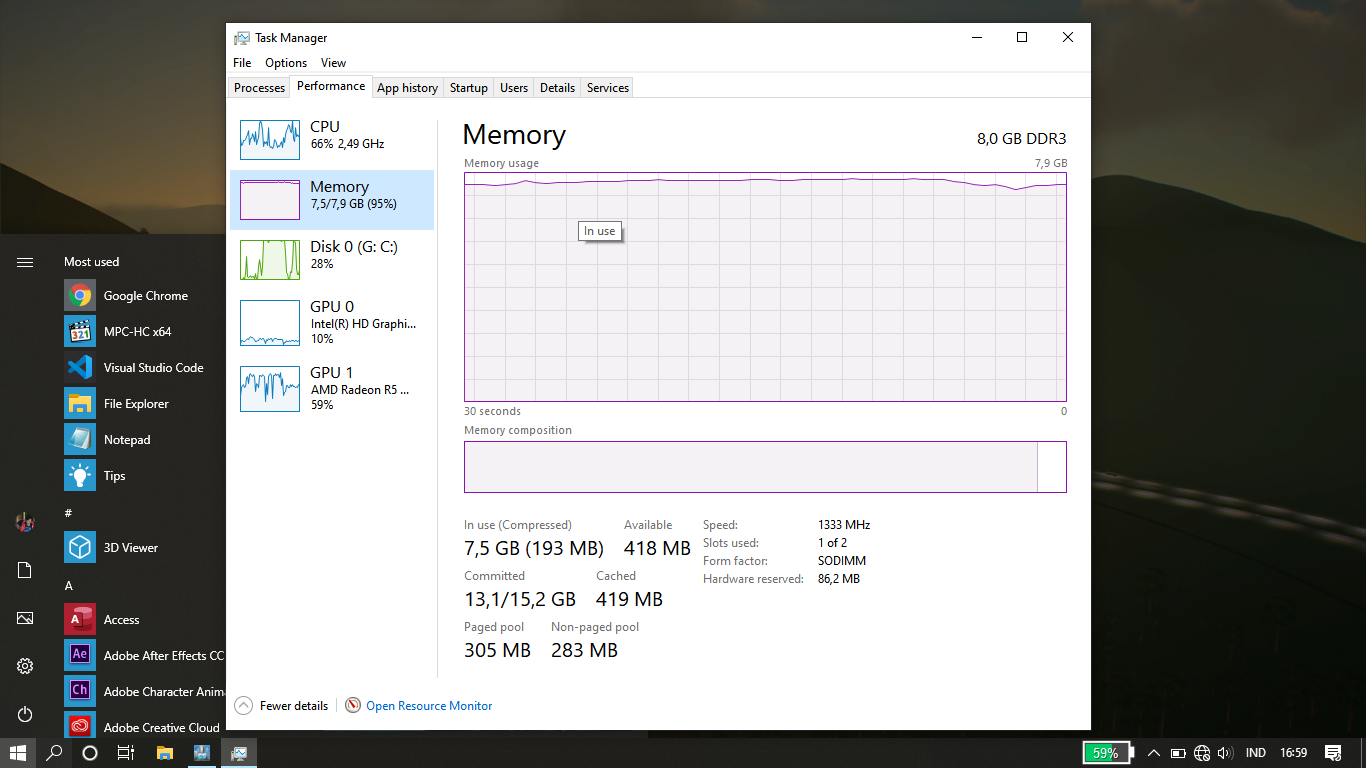 Task Manager
File Options View
Processes Performance App history Startup Users Details Services
CPU
66% 2,49 GHz
Memory
7,5/7,9 GB (95%)
Disk 0 (G: C:)
28%
GPU 0
Intel(R) HD Graphi...
10%
GPU 1
AMD Radeon R5 ...
59%
Memory
8,0 GB DDR3
Memory usage
7,9 GB
In use
30 seconds
0
Memory composition
In use (Compressed)
7,5 GB (193 MB)
Available
418 MB
Committed
13,1/15,2 GB
Cached
419 MB
Paged pool
305 MB
Non-paged pool
283 MB
Speed: 1333 MHz
Slots used: 1 of 2
Form factor: SODIMM
Hardware reserved: 86,2 MB
Fewer details
Open Resource Monitor
Most used
Google Chrome
321
MPC-HC x64
Visual Studio Code
File Explorer
Notepad
Tips
#
3D Viewer
A
A
Access
Ae
Adobe After Effects CC
Ch
Adobe Character Anim
Adobe Creative Cloud
59%
IND
16:59